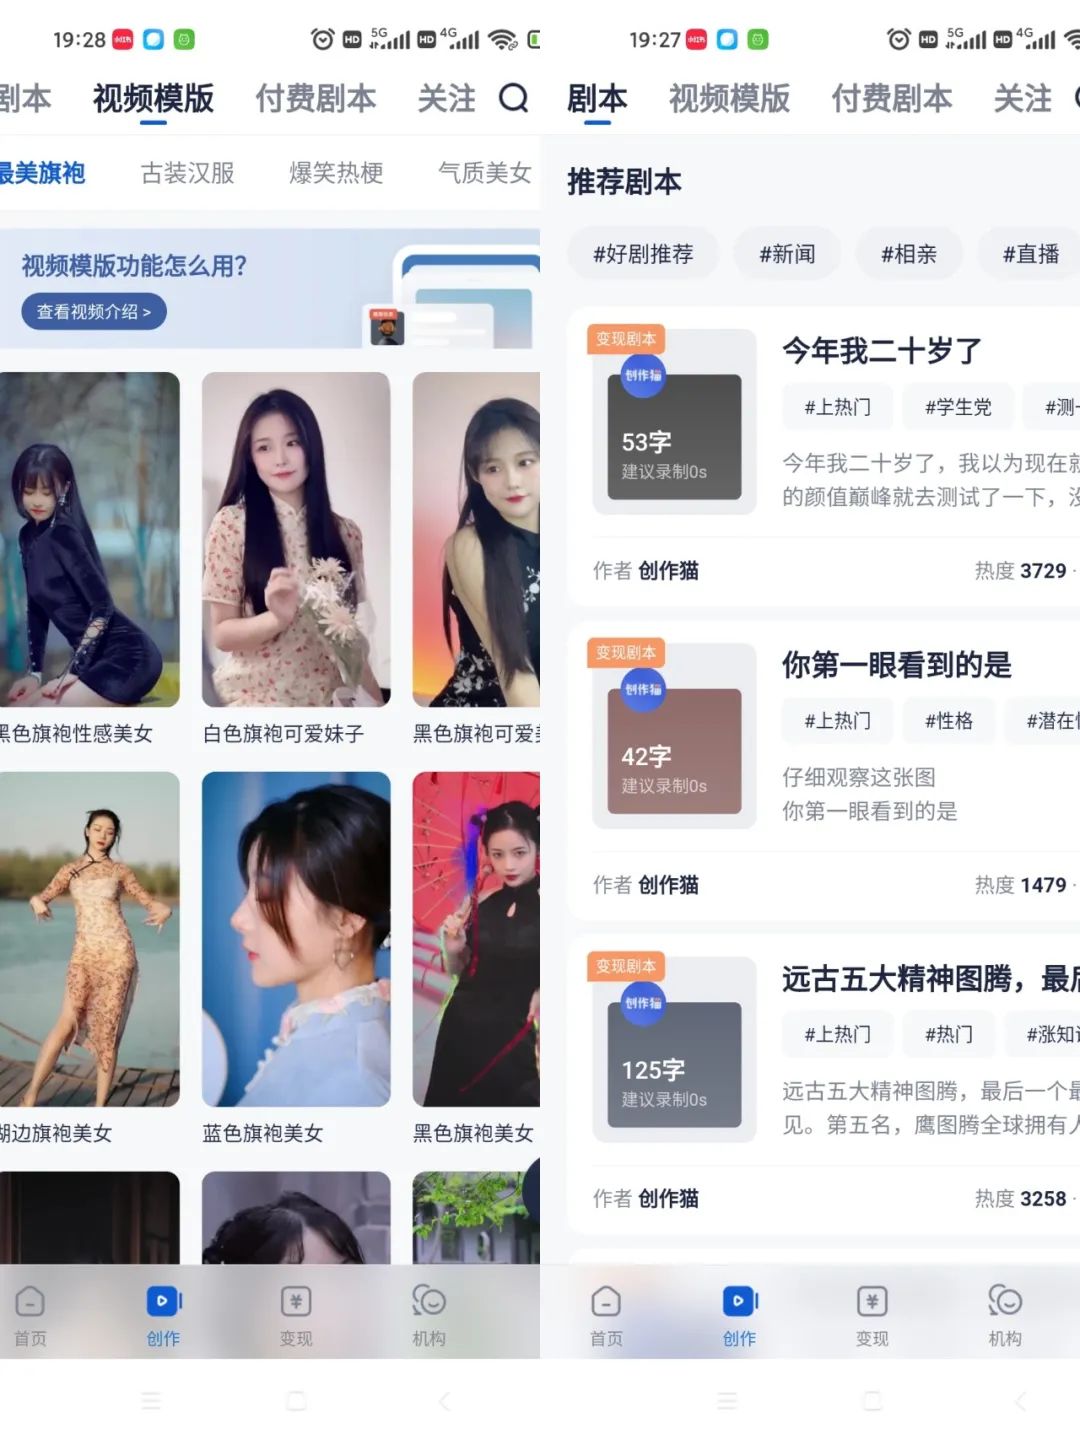 19:28
HD 5G HD 4G
剧本 视频模版 付费剧本 关注
最美旗袍 古装汉服 爆笑热梗 气质美女
视频模版功能怎么用?
查看视频介绍 >
黑色旗袍性感美女 白色旗袍可爱妹子 黑色旗袍可爱美
湖边旗袍美女 蓝色旗袍美女 黑色旗袍美女
首页 创作 变现 机构
19:27
HD 5G HD 4G
剧本 视频模版 付费剧本 关注
推荐剧本
#好剧推荐 #新闻 #相亲 #直播
变现剧本
创作猫
53字
建议录制0s
今年我二十岁了
#上热门 #学生党 #测一
今年我二十岁了，我以为现在就
的颜值巅峰就去测试了一下，没
作者 创作猫 热度 3729 ·
变现剧本
创作猫
42字
建议录制0s
你第一眼看到的是
#上热门 #性格 #潜在性
仔细观察这张图
你第一眼看到的是
作者 创作猫 热度 1479 ·
变现剧本
创作猫
125字
建议录制0s
远古五大精神图腾，最后
#上热门 #热门 #涨知识
远古五大精神图腾，最后一个最
见。第五名，鹰图腾全球拥有人
作者 创作猫 热度 3258 ·
首页 创作 变现 机构